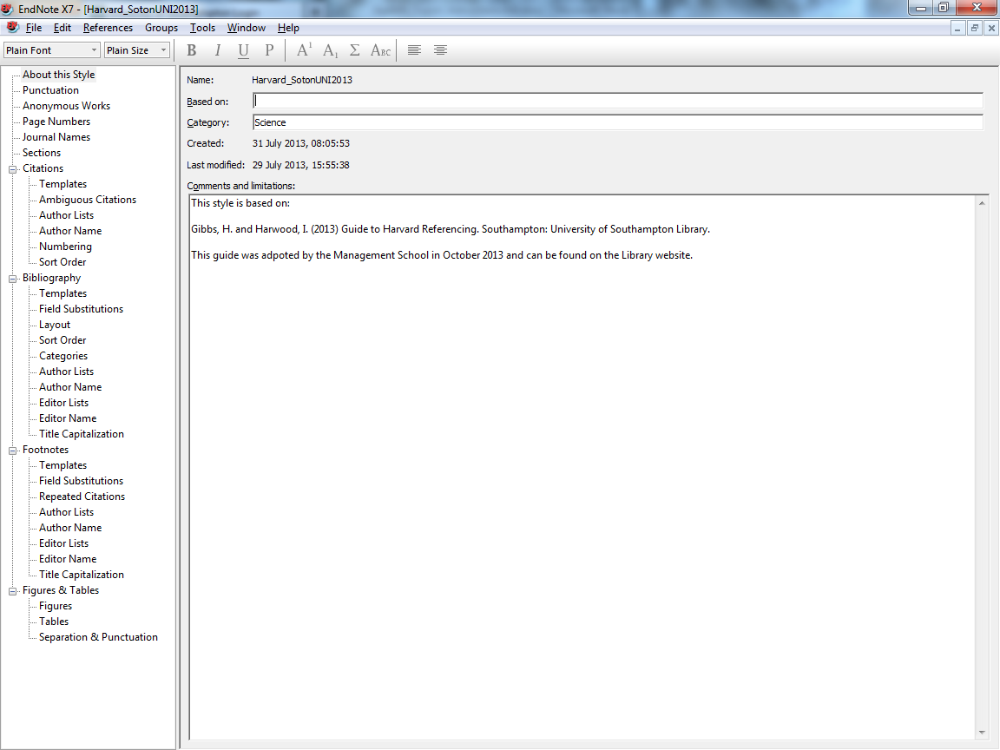 EndNote X7 - [Harvard_SotonUNI2013]
File Edit References Groups Tools Window Help
Plain Font Plain Size B I U P A1 A1 Σ ABC
About this Style
Punctuation
Anonymous Works
Page Numbers
Journal Names
Sections
Citations
Templates
Ambiguous Citations
Author Lists
Author Name
Numbering
Sort Order
Bibliography
Templates
Field Substitutions
Layout
Sort Order
Categories
Author Lists
Author Name
Editor Lists
Editor Name
Title Capitalization
Footnotes
Templates
Field Substitutions
Repeated Citations
Author Lists
Author Name
Editor Lists
Editor Name
Title Capitalization
Figures & Tables
Figures
Tables
Separation & Punctuation
Name: Harvard_SotonUNI2013
Based on:
Category: Science
Created: 31 July 2013, 08:05:53
Last modified: 29 July 2013, 15:55:38
Comments and limitations:
This style is based on:
Gibbs, H. and Harwood, I. (2013) Guide to Harvard Referencing. Southampton: University of Southampton Library.
This guide was adpoted by the Management School in October 2013 and can be found on the Library website.